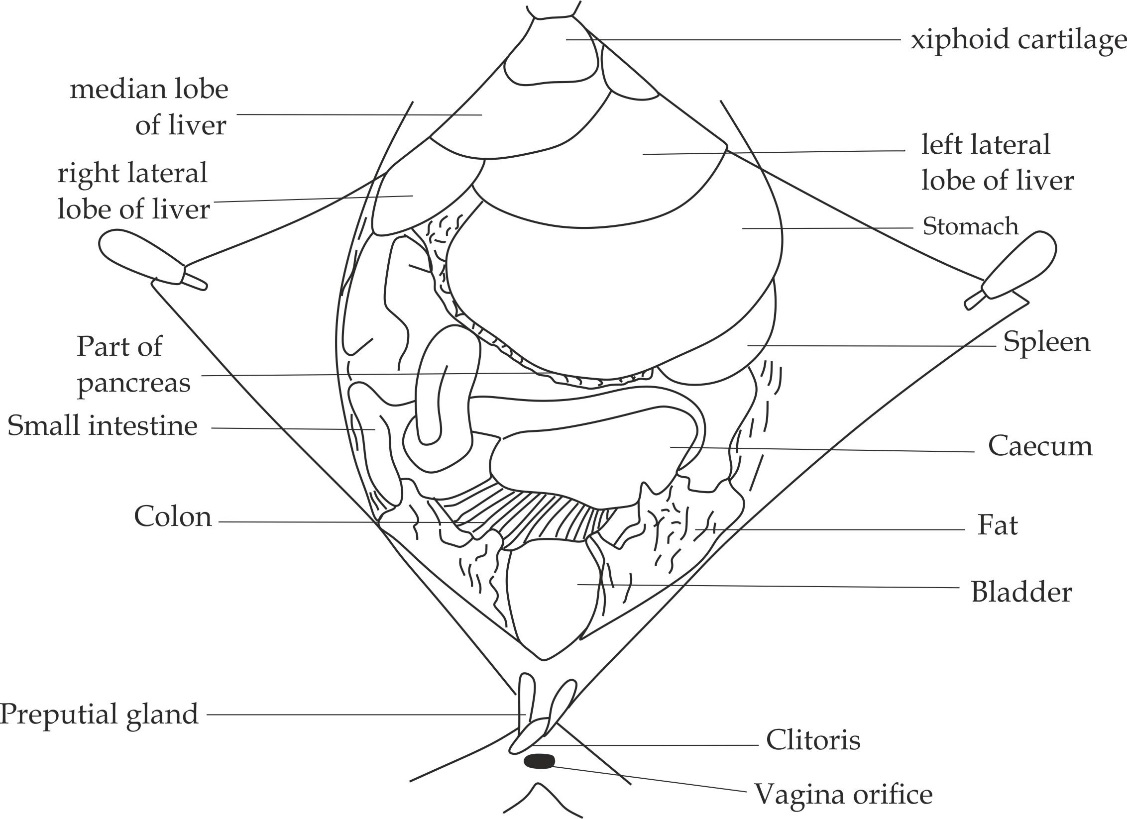 xiphoid cartilage
median lobe
of liver
left lateral
lobe of liver
right lateral
lobe of liver
Stomach
Part of
pancreas
Spleen
Small intestine
Caecum
Colon
Fat
Bladder
Preputial gland
Clitoris
Vagina orifice